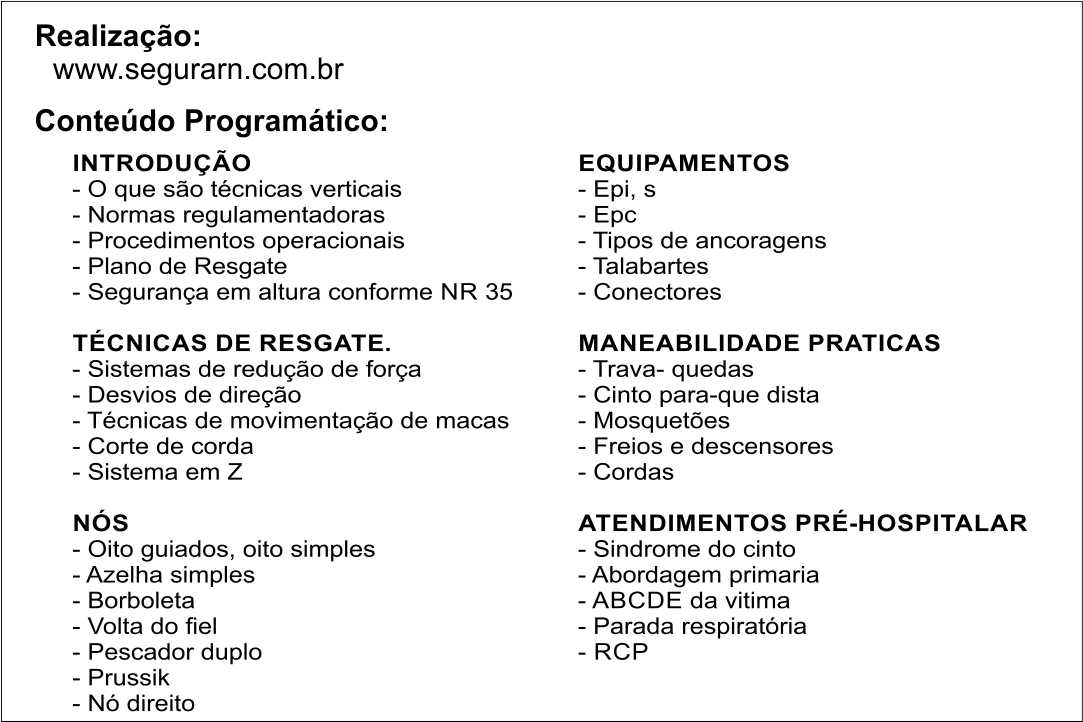 Realização:
www.segurarn.com.br
Conteúdo Programático:
INTRODUÇÃO
- O que são técnicas verticais
- Normas regulamentadoras
- Procedimentos operacionais
- Plano de Resgate
- Segurança em altura conforme NR 35
TÉCNICAS DE RESGATE.
- Sistemas de redução de força
- Desvios de direção
- Técnicas de movimentação de macas
- Corte de corda
- Sistema em Z
NÓS
- Oito guiados, oito simples
- Azelha simples
- Borboleta
- Volta do fiel
- Pescador duplo
- Prussik
- Nó direito
EQUIPAMENTOS
- Epi, s
- Epc
- Tipos de ancoragens
- Talabartes
- Conectores
MANEABILIDADE PRATICAS
- Trava- quedas
- Cinto para-que dista
- Mosquetões
- Freios e descensores
- Cordas
ATENDIMENTOS PRÉ-HOSPITALAR
- Sindrome do cinto
- Abordagem primaria
- ABCDE da vitima
- Parada respiratória
- RCP